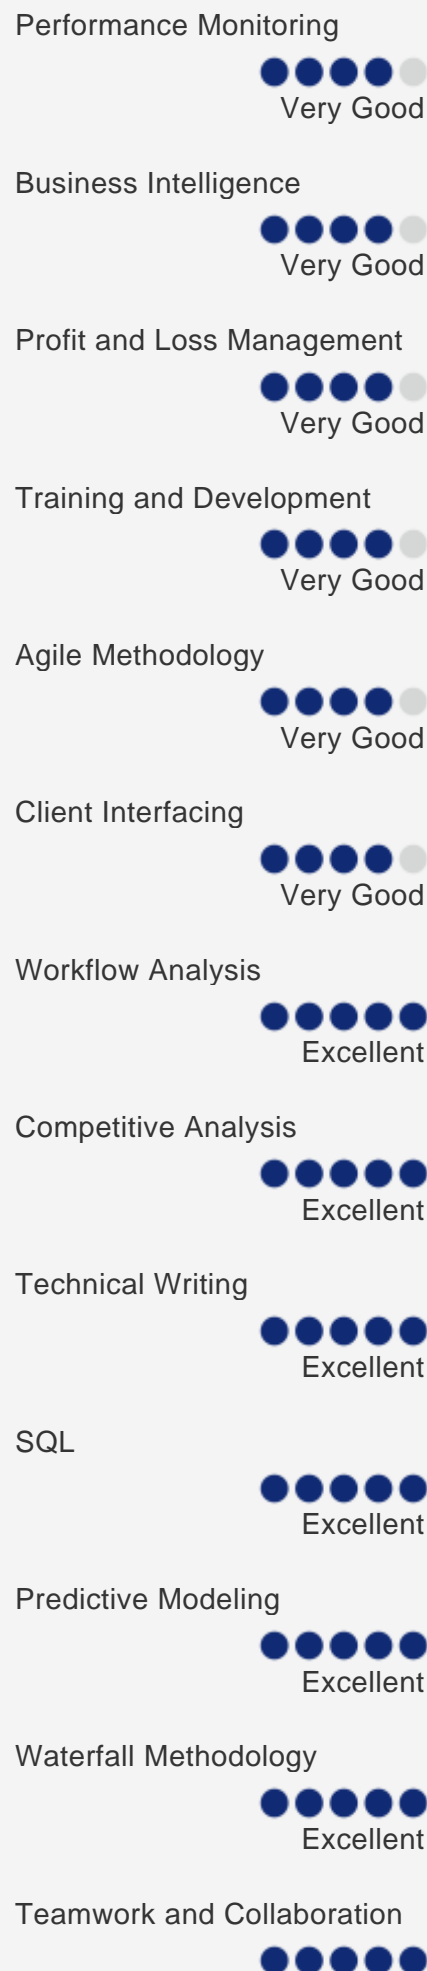 Performance Monitoring
Very Good
Business Intelligence
Very Good
Profit and Loss Management
Very Good
Training and Development
Very Good
Agile Methodology
Very Good
Client Interfacing
Very Good
Workflow Analysis
Excellent
Competitive Analysis
Excellent
Technical Writing
Excellent
SQL
Excellent
Predictive Modeling
Excellent
Waterfall Methodology
Excellent
Teamwork and Collaboration